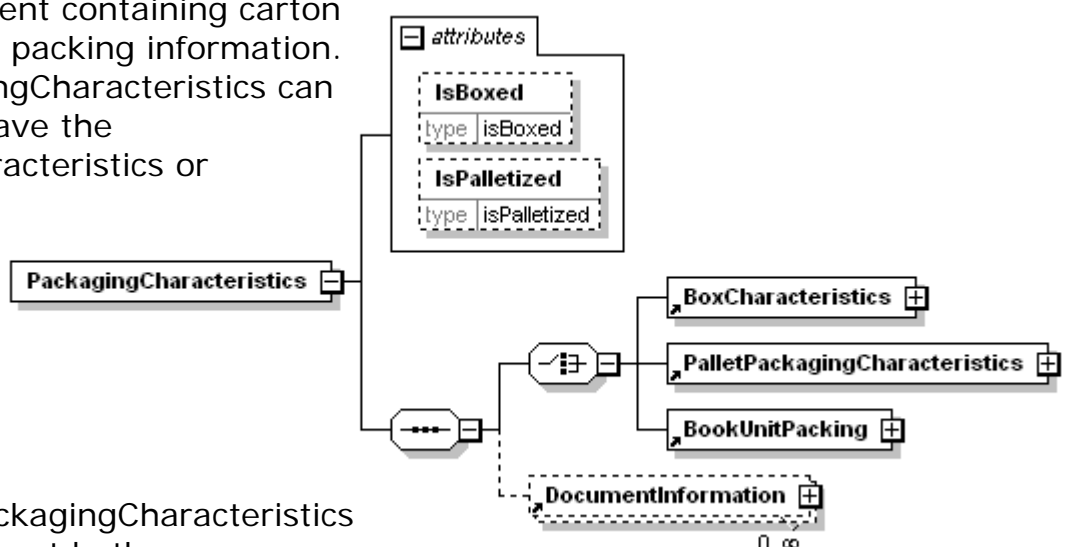 ent containing carton
packing information.
ngCharacteristics can
ave the
racteristics or
attributes
IsBoxed
type isBoxed
IsPalletized
type isPalletized
PackagingCharacteristics
BoxCharacteristics
PalletPackagingCharacteristics
BookUnitPacking
DocumentInformation
ckagingCharacteristics